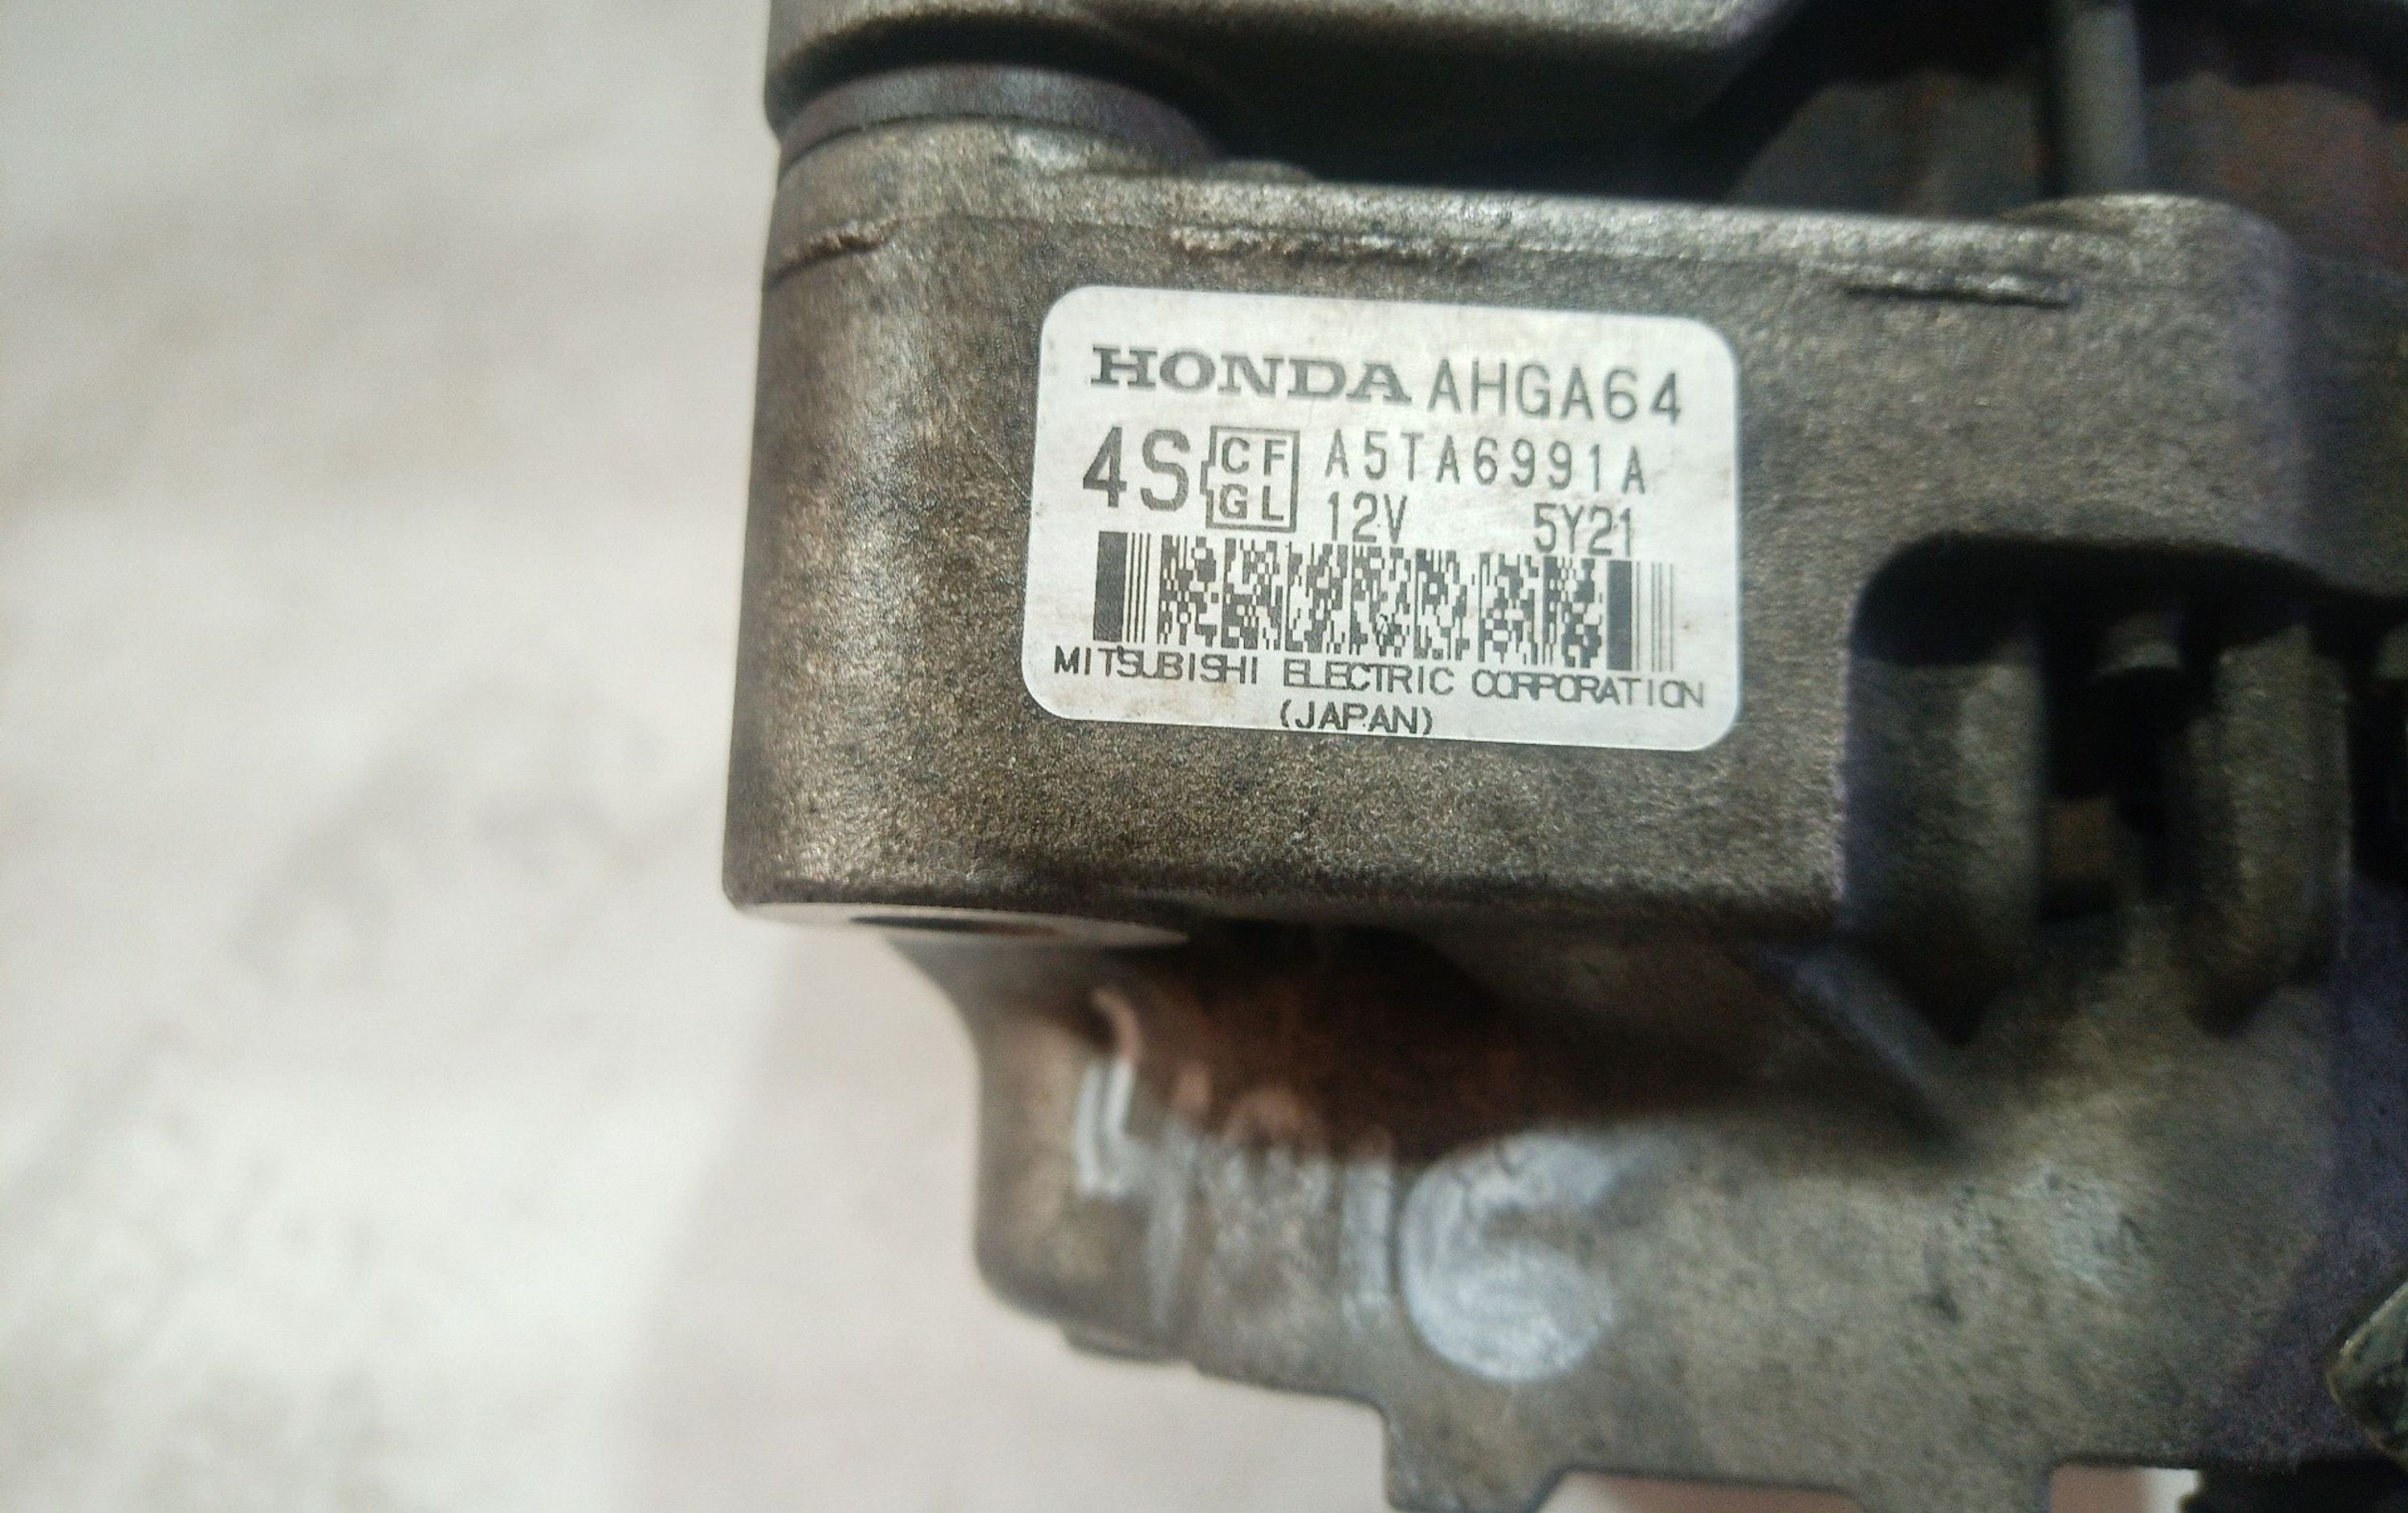 HONDA AHGA64
4S CF GL A5TA6991A
12V 5Y21
MITSUBISHI ELECTRIC CORPORATION
(JAPAN)